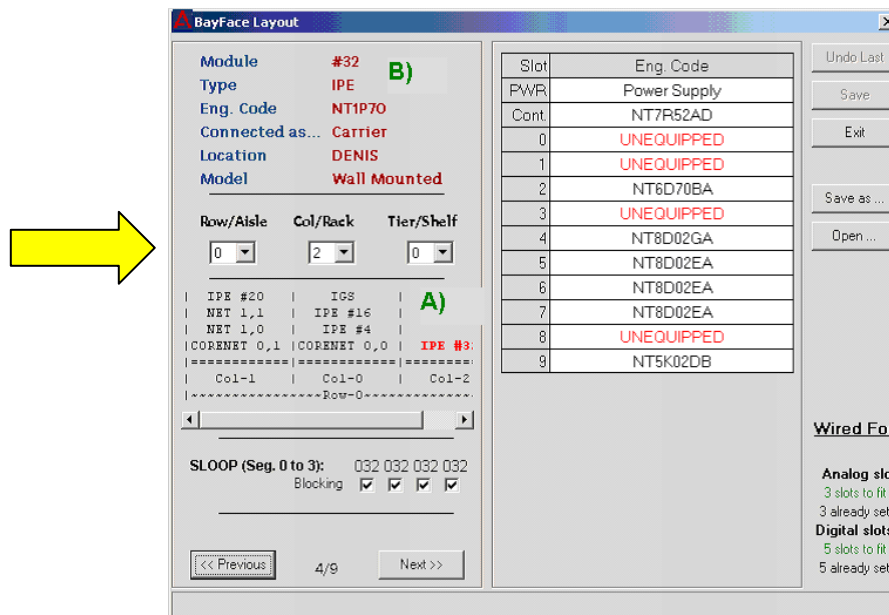 BayFace Layout
Module #32
B)
Type IPE
Eng. Code NT1P70
Connected as... Carrier
Location DENIS
Model Wall Mounted
Row/Aisle Col/Rack Tier/Shelf
0 2 0
| IPE #20 | IGS |
| NET 1,1 | IPE #16 |
| NET 1,0 | IPE #4 |
A)
|CORENET 0,1 |CORENET 0,0 | IPE #32
|============|============|========
| Col-1 | Col-0 | Col-2
|~~~~~~~~~~~~~~~Row-0~~~~~~~~~~~~
SLOOP (Seg. 0 to 3): 032 032 032 032
Blocking
<< Previous 4/9 Next >>
Slot Eng. Code
PWR Power Supply
Cont. NT7R52AD
0 UNEQUIPPED
1 UNEQUIPPED
2 NT6D70BA
3 UNEQUIPPED
4 NT8D02GA
5 NT8D02EA
6 NT8D02EA
7 NT8D02EA
8 UNEQUIPPED
9 NT5K02DB
Undo Last
Save
Exit
Save as ...
Open ...
Wired Fo
Analog slo
3 slots to fit
3 already set
Digital slots
5 slots to fit
5 already set